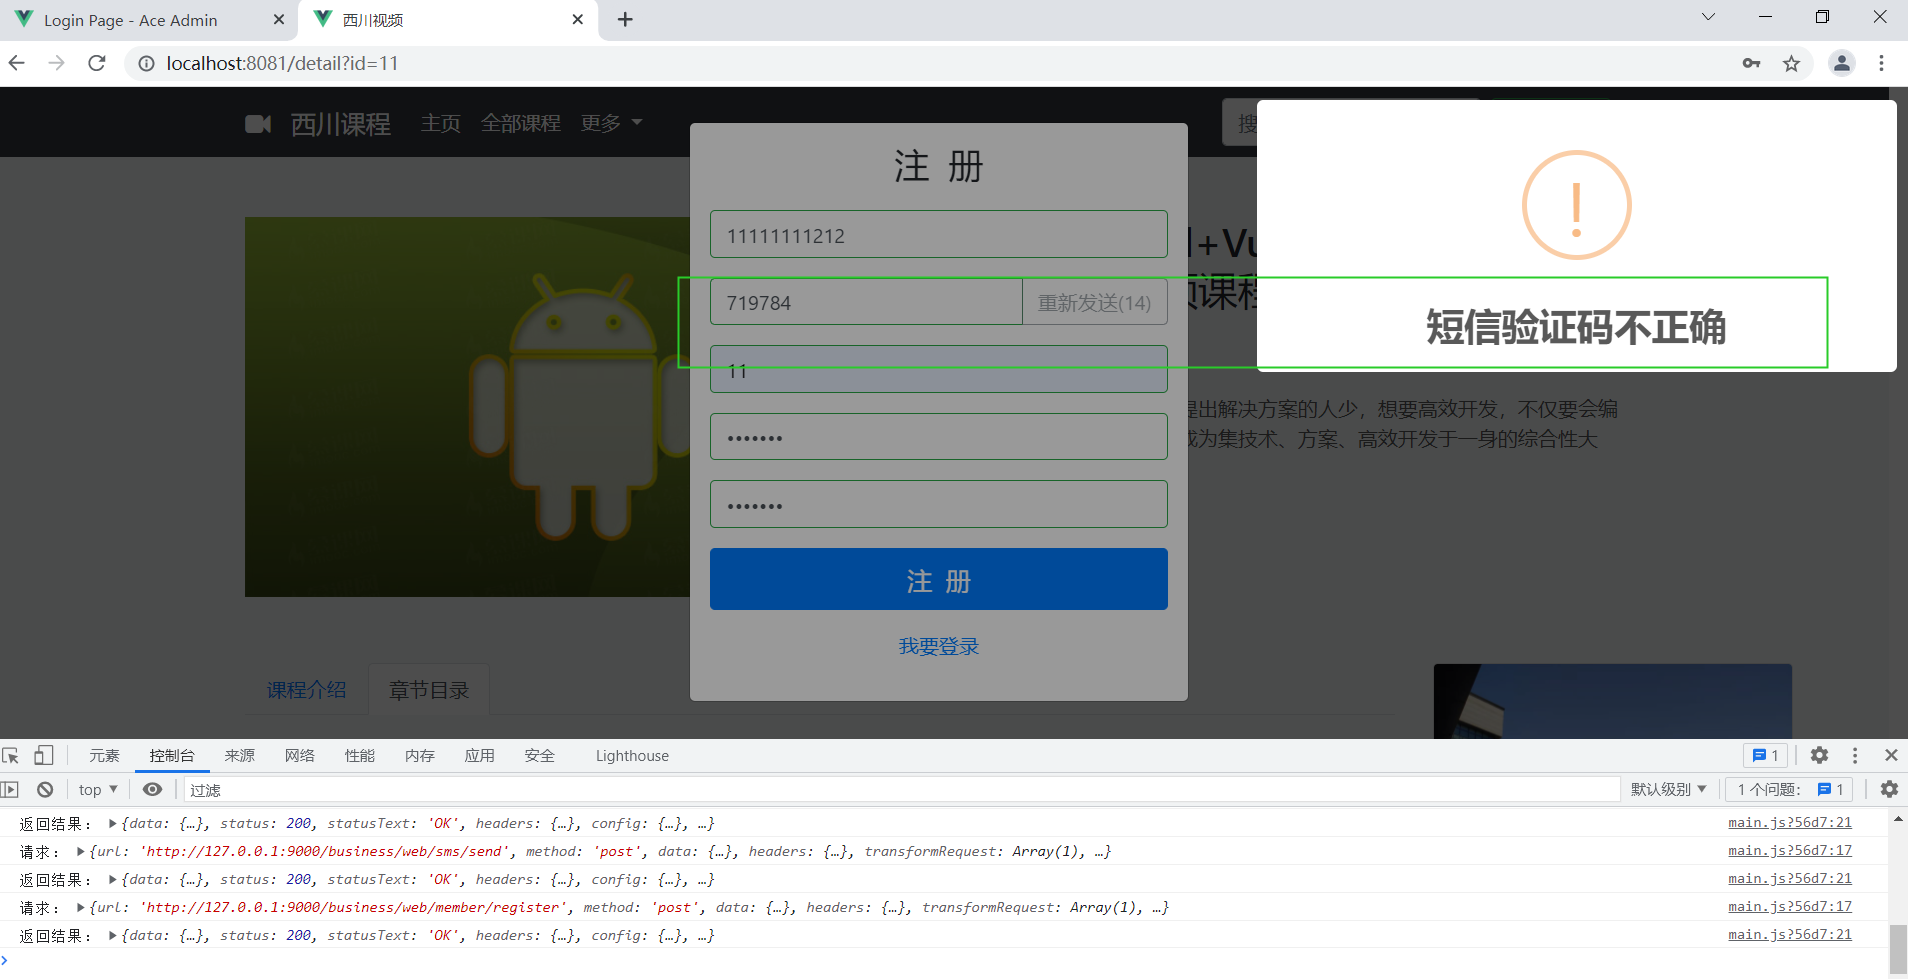 Login Page - Ace Admin
西川视频
localhost:8081/detail?id=11
西川课程
主页
全部课程
更多
搜
注 册
11111111212
719784
重新发送(14)
11
•••••••
•••••••
注 册
我要登录
短信验证码不正确
+Vu
课程
是出解决方案的人少，想要高效开发，不仅要会编
成为集技术、方案、高效开发于一身的综合性大
课程介绍
章节目录
元素
控制台
来源
网络
性能
内存
应用
安全
Lighthouse
1
top
过滤
默认级别
1 个问题：
1
返回结果： ▶{data: {…}, status: 200, statusText: 'OK', headers: {…}, config: {…}, …}
main.js?56d7:21
请求： ▶{url: 'http://127.0.0.1:9000/business/web/sms/send', method: 'post', data: {…}, headers: {…}, transformRequest: Array(1), …}
main.js?56d7:17
返回结果： ▶{data: {…}, status: 200, statusText: 'OK', headers: {…}, config: {…}, …}
main.js?56d7:21
请求： ▶{url: 'http://127.0.0.1:9000/business/web/member/register', method: 'post', data: {…}, headers: {…}, transformRequest: Array(1), …}
main.js?56d7:17
返回结果： ▶{data: {…}, status: 200, statusText: 'OK', headers: {…}, config: {…}, …}
main.js?56d7:21